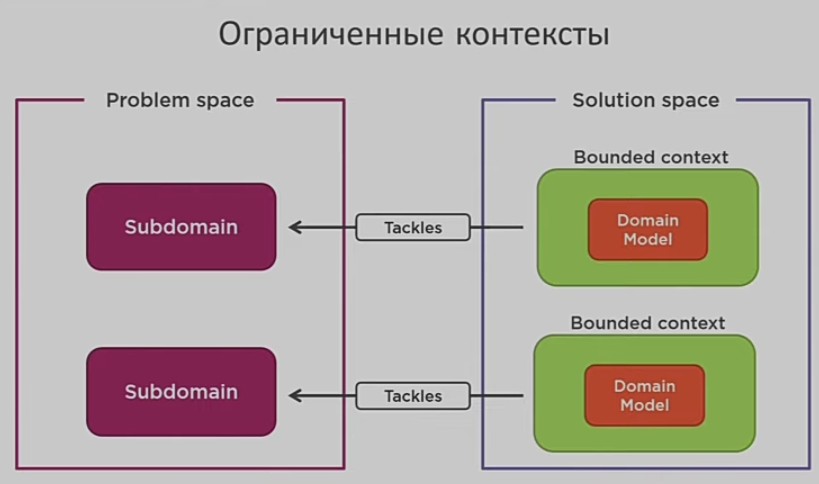 Ограниченные контексты
Problem space
Solution space
Bounded context
Subdomain
Tackles
Domain
Model
Bounded context
Subdomain
Tackles
Domain
Model